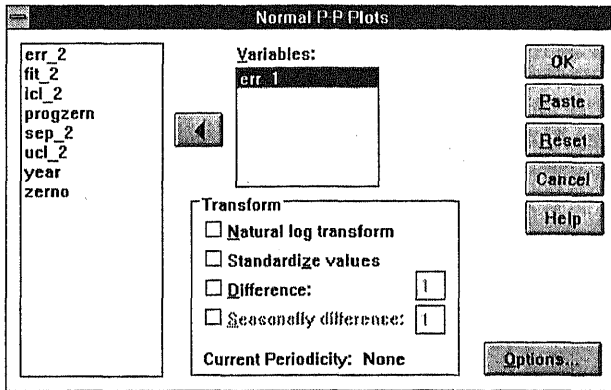 Normal P-P Plots
err_2
fit_2
lcl_2
progzern
sep_2
ucl_2
year
zerno
Variables:
err_1
OK
Paste
Reset
Cancel
Help
Transform
Natural log transform
Standardize values
Difference: 1
Seasonally difference: 1
Current Periodicity: None
Options...